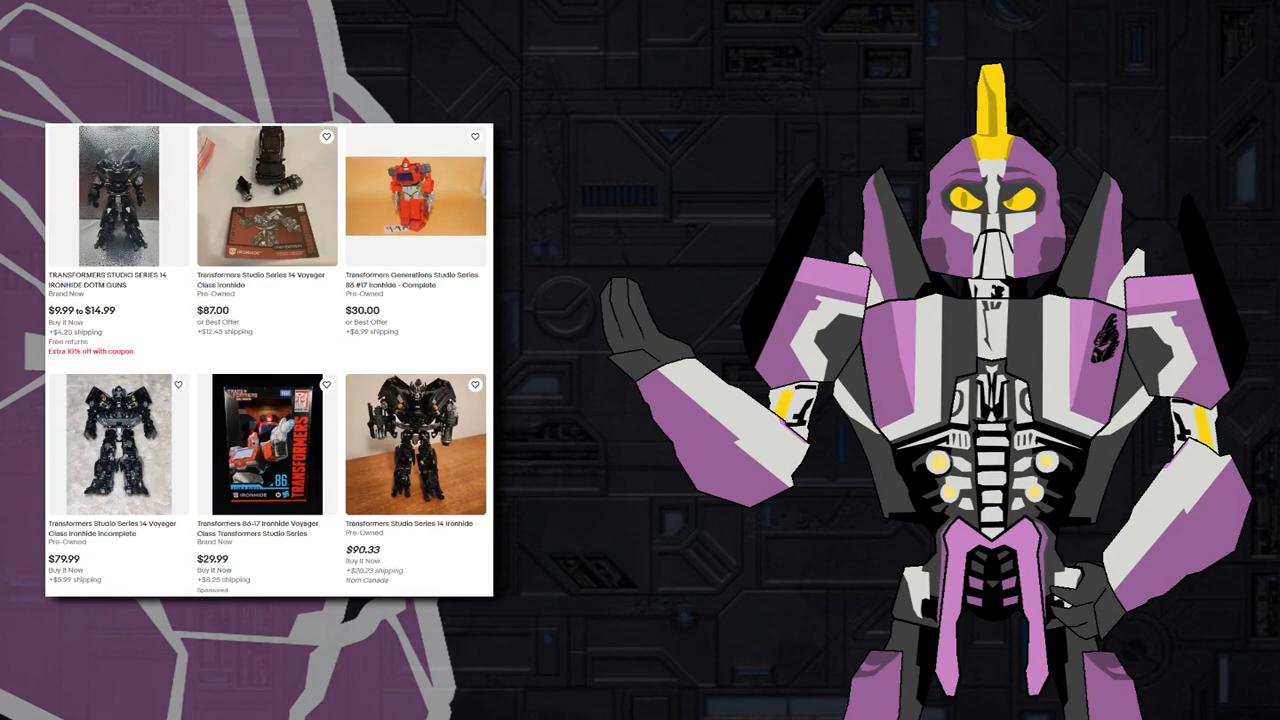 TRANSFORMERS STUDIO SERIES 14
IRONHIDE DOTM GUNS
Brand New
$9.99 to $14.99
Buy It Now
+$4.20 shipping
Free returns
Extra 10% off with coupon
Transformers Studio Series 14 Voyager
Class Ironhide
Pre-Owned
$87.00
or Best Offer
+$12.45 shipping
Transformers Generations Studio Series
86 #17 Ironhide - Complete
Pre-Owned
$30.00
or Best Offer
+$6.99 shipping
IRONHIDE
Transformers Studio Series 14 Voyager
Class Ironhide Incomplete
Pre-Owned
$79.99
Buy It Now
+$5.99 shipping
TRANSFORMERS
86
IRONHIDE
Transformers 86-17 Ironhide Voyager
Class Transformers Studio Series
Brand New
$29.99
Buy It Now
+$8.25 shipping
Sponsored
Transformers Studio Series 14 Ironhide
Pre-Owned
$90.33
Buy It Now
+$20.23 shipping
from Canada